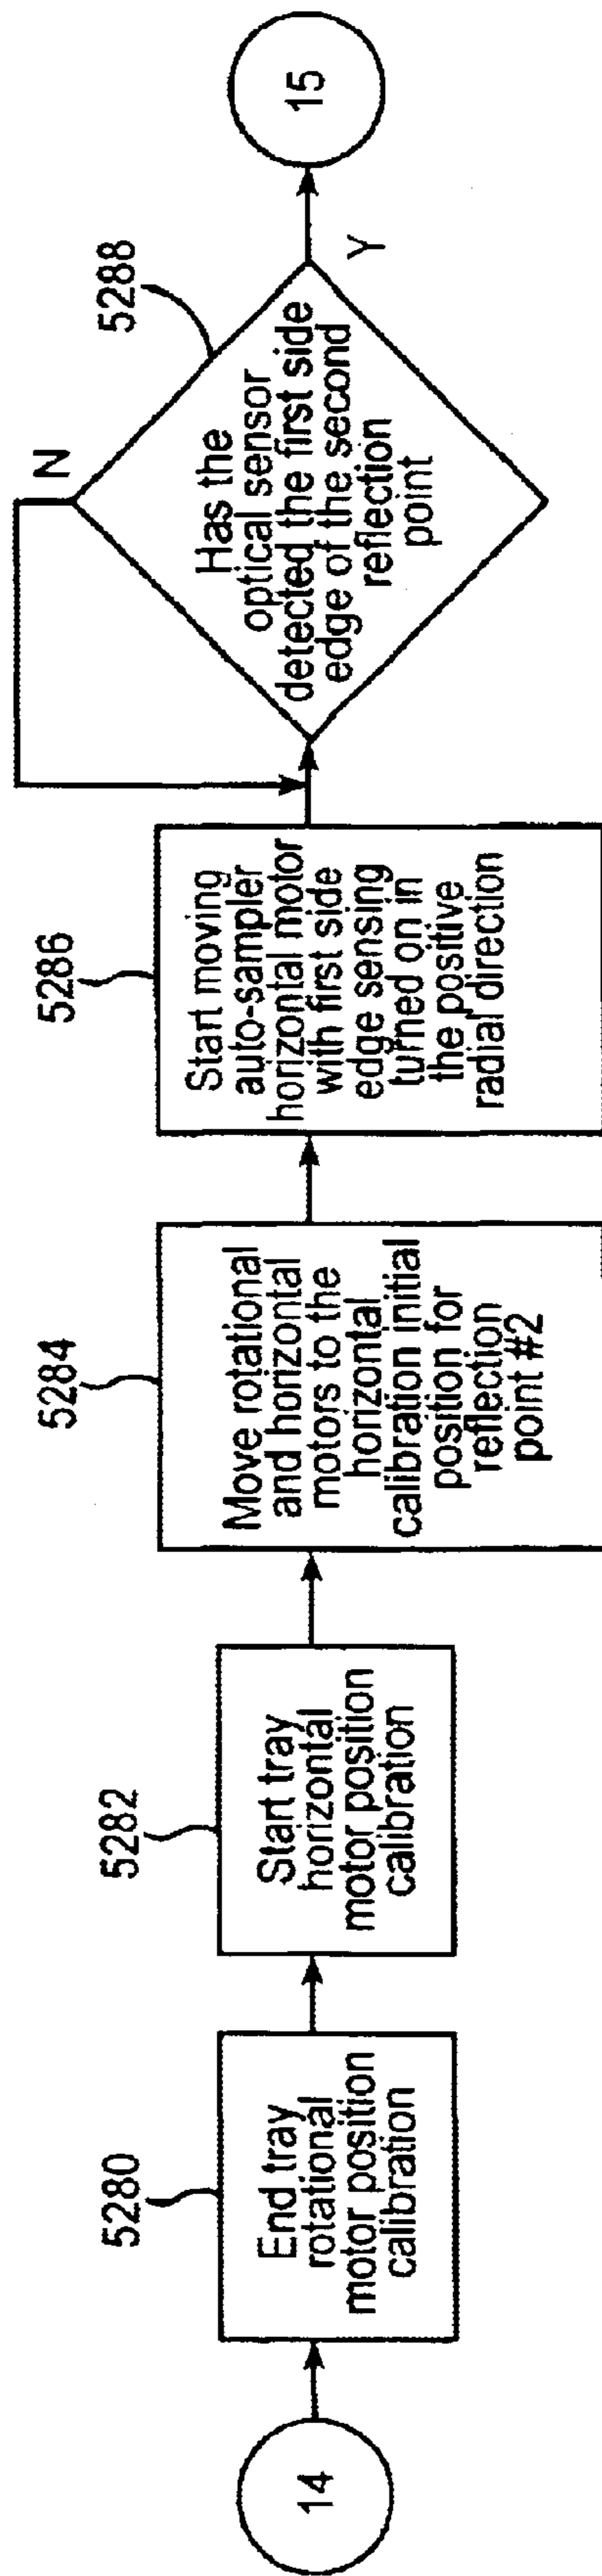 14
5280
End tray
rotational
motor position
calibration
5282
Start tray
horizontal
motor position
calibration
5284
Move rotational
and horizontal
motors to the
horizontal
calibration initial
position for
reflection
point #2
5286
Start moving
auto-sampler
horizontal motor
with first side
edge sensing
turned on in
the positive
radial direction
5288
N
Has the
optical sensor
detected the first side
edge of the second
reflection
point
Y
15